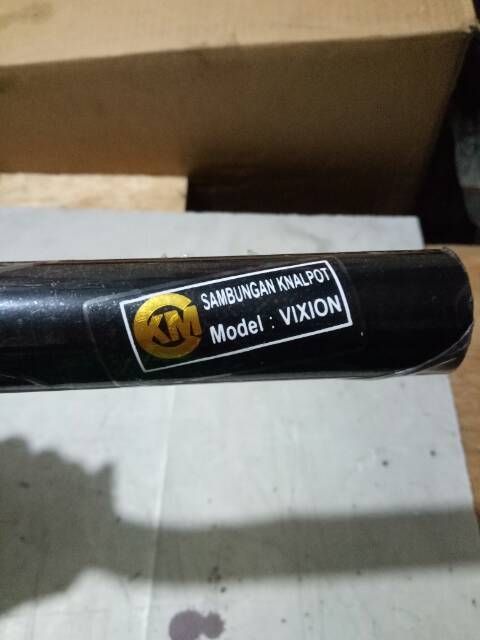 KM
SAMBUNGAN KNALPOT
Model : VIXION